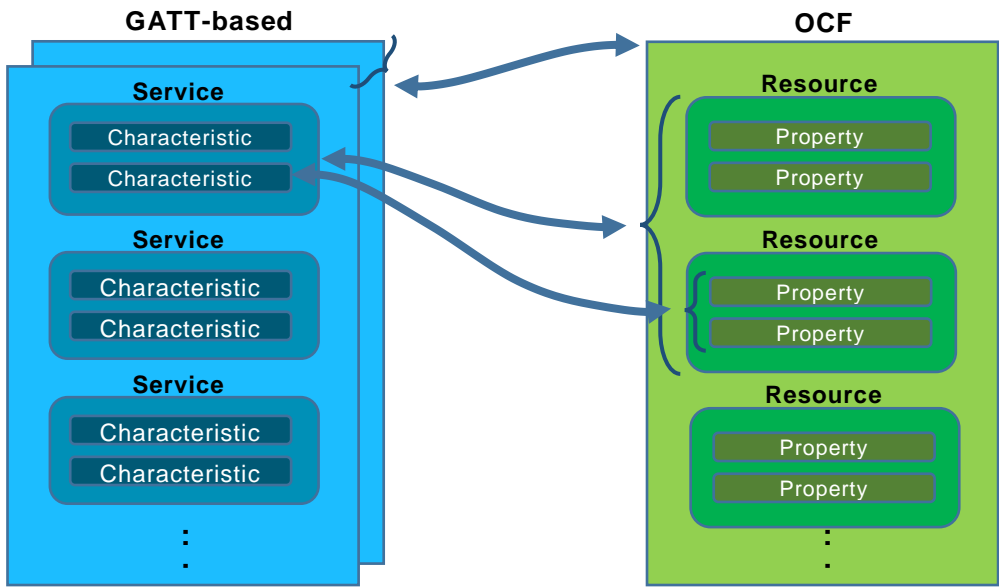 GATT-based
Service
Characteristic
Characteristic
Service
Characteristic
Characteristic
Service
Characteristic
Characteristic
:
.
OCF
Resource
Property
Property
Resource
Property
Property
Resource
Property
Property
:
.